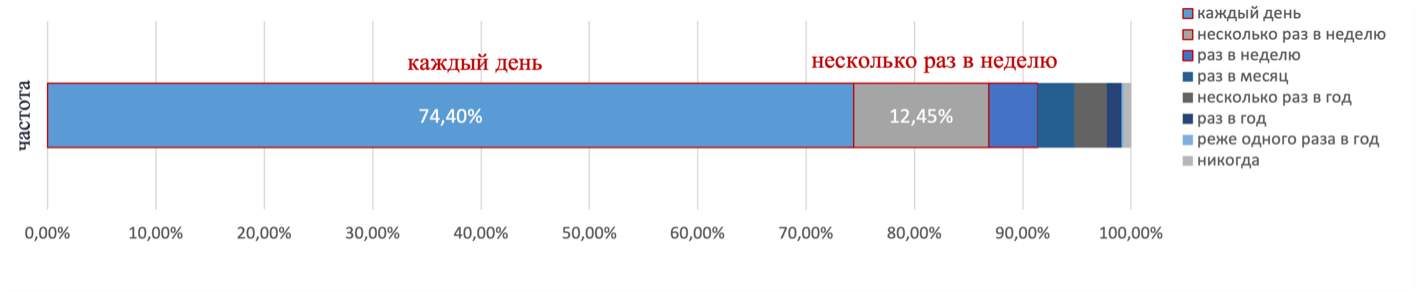 каждый день
несколько раз в неделю
74,40%
12,45%
частота
0,00%
10,00%
20,00%
30,00%
40,00%
50,00%
60,00%
70,00%
80,00%
90,00%
100,00%
каждый день
несколько раз в неделю
раз в неделю
раз в месяц
несколько раз в год
раз в год
реже одного раза в год
никогда